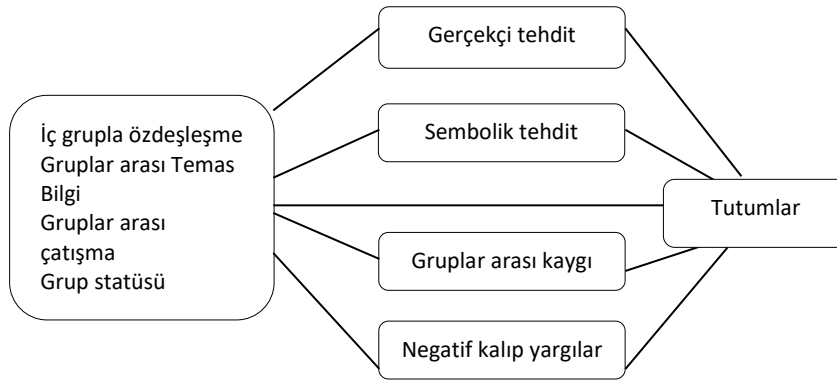 İç grupla özdeşleşme
Gruplar arası Temas
Bilgi
Gruplar arası
çatışma
Grup statüsü
Gerçekçi tehdit
Sembolik tehdit
Gruplar arası kaygı
Negatif kalıp yargılar
Tutumlar